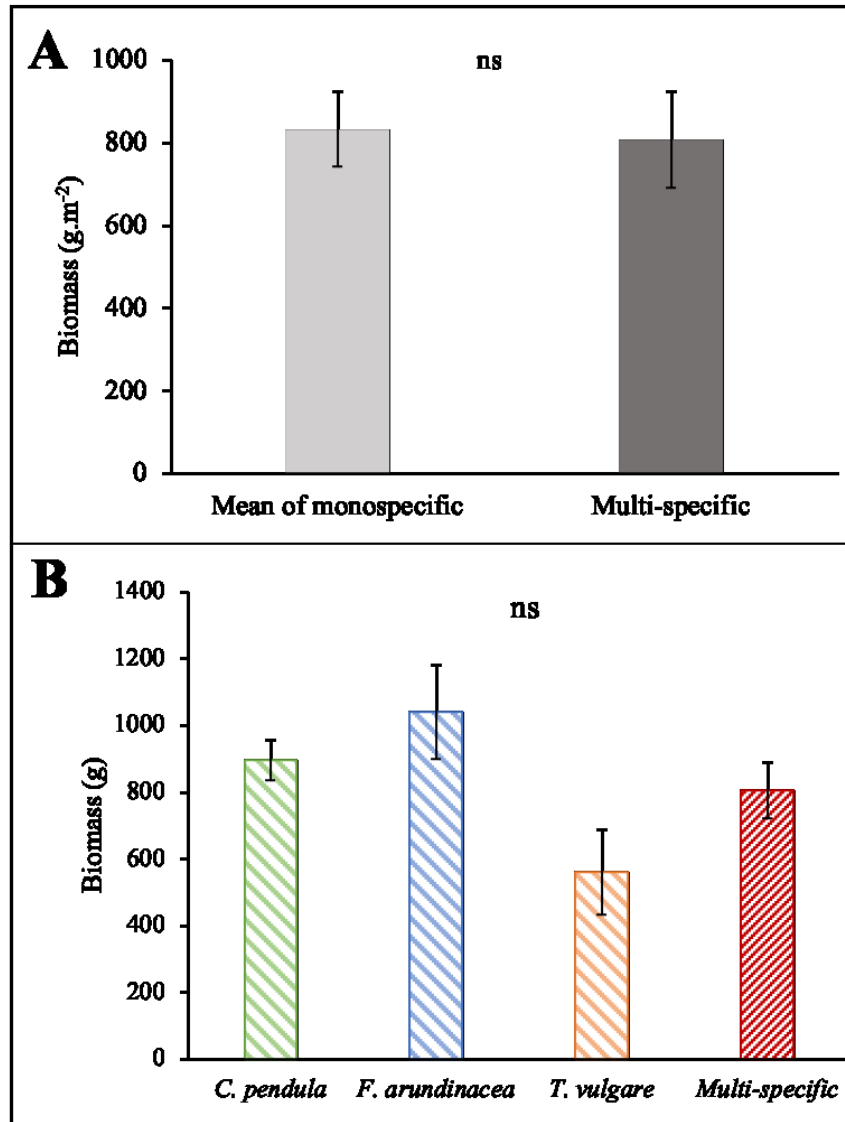 A
ns
1000
800
600
400
200
0
Biomass (g.m⁻²)
Mean of monospecific
Multi-specific
B
ns
1400
1200
1000
800
600
400
200
0
Biomass (g)
C. pendula
F. arundinacea
T. vulgare
Multi-specific